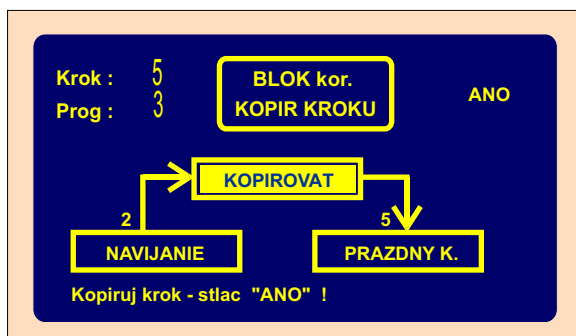 Krok : 5
Prog : 3
BLOK kor.
KOPIR KROKU
ANO
KOPIROVAT
2
NAVIJANIE
5
PRAZDNY K.
Kopiruj krok - stlac "ANO" !